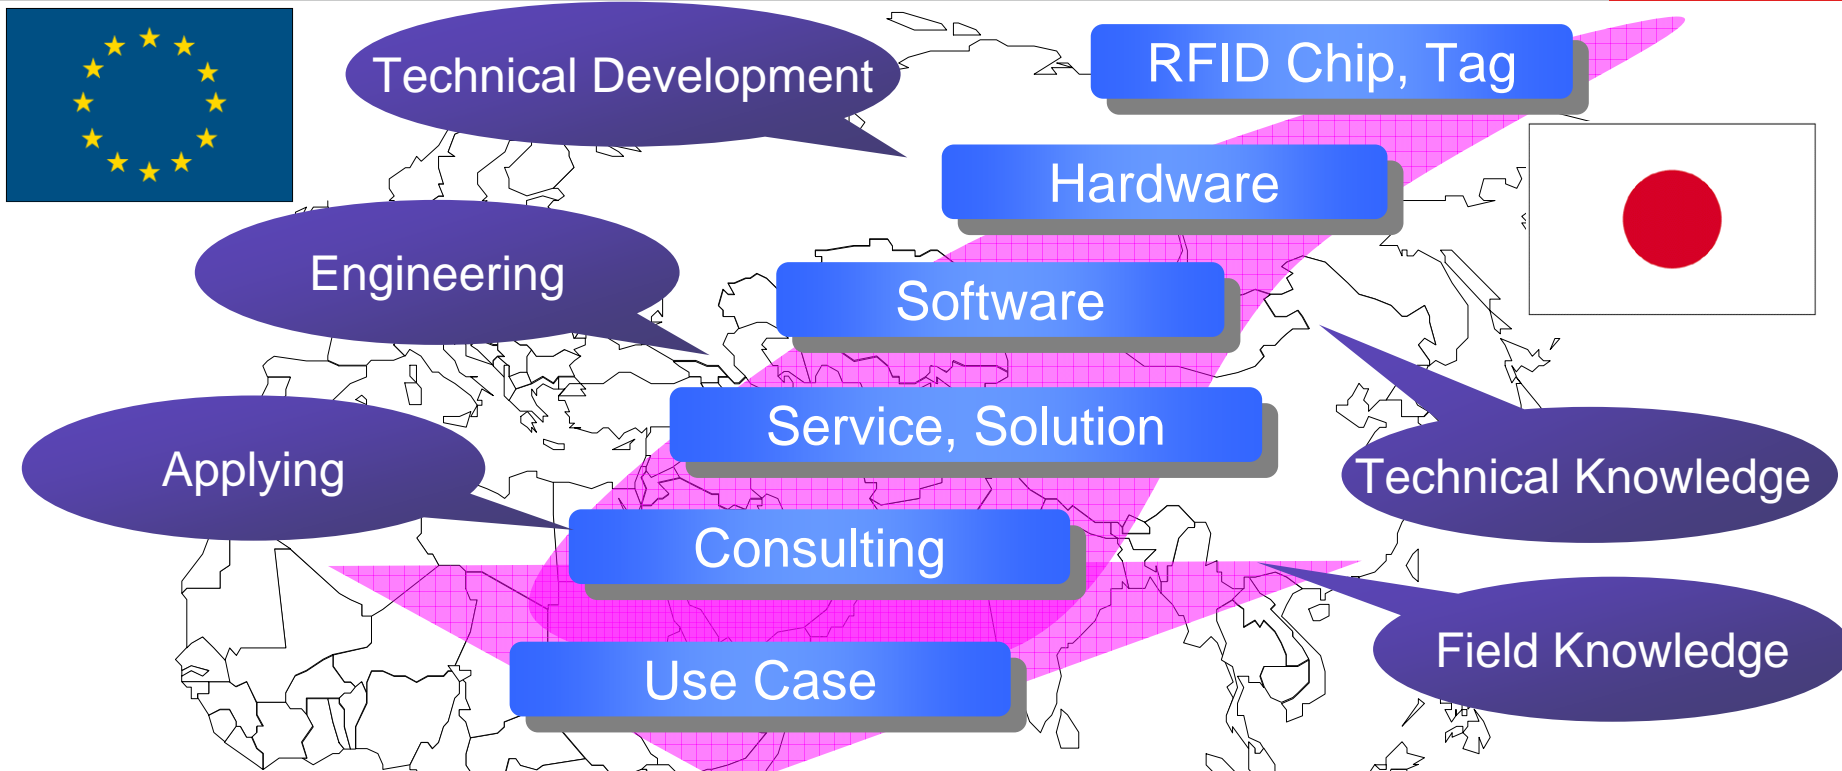 Technical Development
RFID Chip, Tag
Hardware
Engineering
Software
Service, Solution
Applying
Technical Knowledge
Consulting
Field Knowledge
Use Case